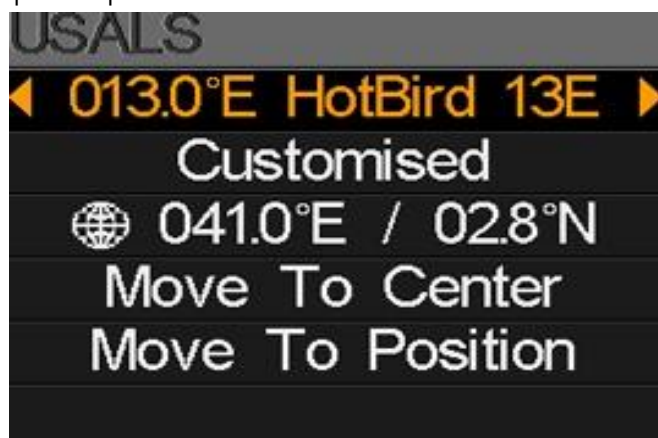 USALS
013.0°E HotBird 13E
Customised
041.0°E / 02.8°N
Move To Center
Move To Position